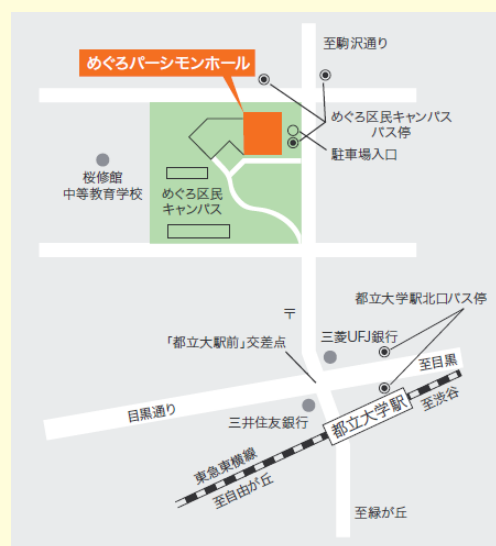 至駒沢通り
めぐろパーシモンホール
めぐろ区民キャンパス
バス停
駐車場入口
桜修館
中等教育学校
めぐろ区民
キャンパス
都立大学駅北口バス停
〒
三菱UFJ銀行
「都立大駅前」交差点
至目黒
目黒通り
三井住友銀行
都立大学駅
至渋谷
東急東横線
至自由が丘
至緑が丘